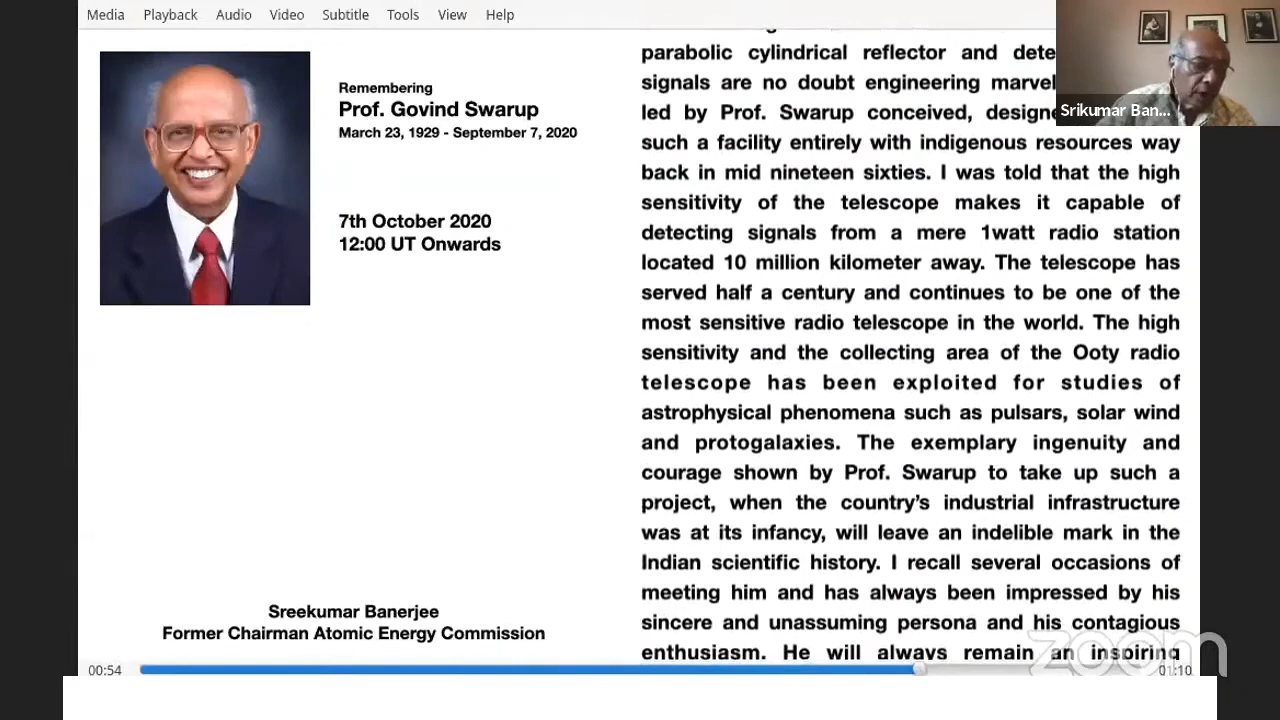 Media Playback Audio Video Subtitle Tools View Help
Remembering
Prof. Govind Swarup
March 23, 1929 - September 7, 2020
7th October 2020
12:00 UT Onwards
Sreekumar Banerjee
Former Chairman Atomic Energy Commission
parabolic cylindrical reflector and dete
signals are no doubt engineering marvel
led by Prof. Swarup conceived, designe
such a facility entirely with indigenous resources way
back in mid nineteen sixties. I was told that the high
sensitivity of the telescope makes it capable of
detecting signals from a mere 1watt radio station
located 10 million kilometer away. The telescope has
served half a century and continues to be one of the
most sensitive radio telescope in the world. The high
sensitivity and the collecting area of the Ooty radio
telescope has been exploited for studies of
astrophysical phenomena such as pulsars, solar wind
and protogalaxies. The exemplary ingenuity and
courage shown by Prof. Swarup to take up such a
project, when the country's industrial infrastructure
was at its infancy, will leave an indelible mark in the
Indian scientific history. I recall several occasions of
meeting him and has always been impressed by his
sincere and unassuming persona and his contagious
enthusiasm. He will always remain an inspiring
Srikumar Ban...
zoom
00:54
01:10